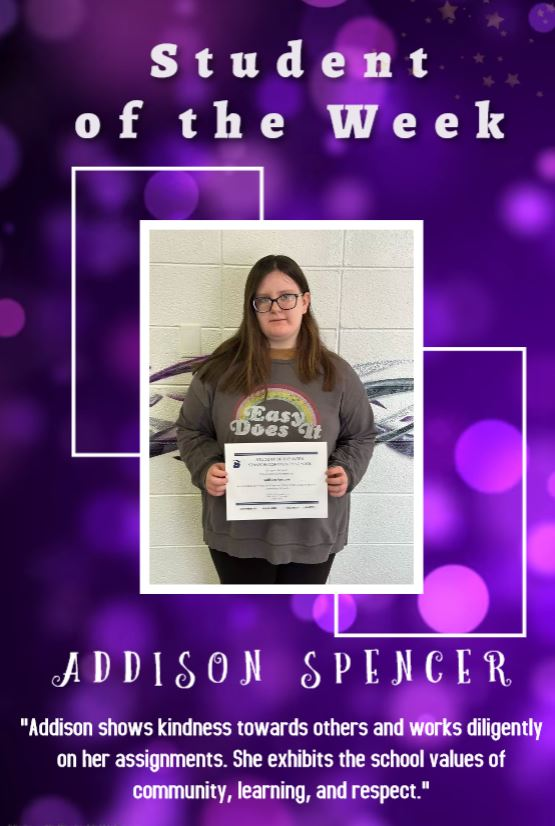 Student
of the Week
Easy
Does It
ADDISON SPENCER
"Addison shows kindness towards others and works diligently
on her assignments. She exhibits the school values of
community, learning, and respect."